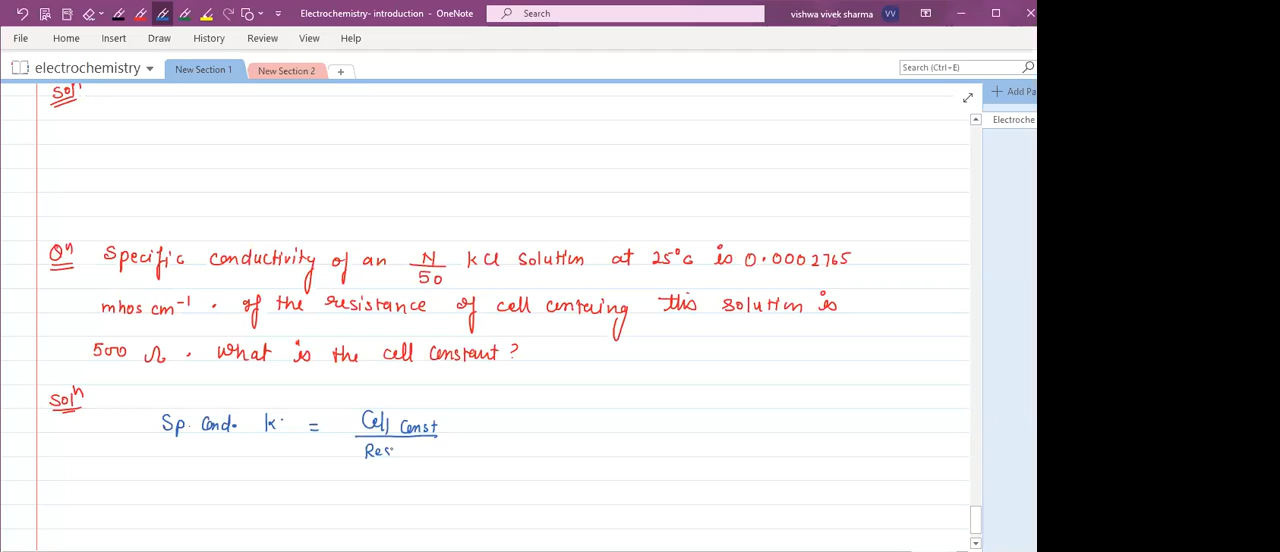 Electrochemistry- introduction - OneNote
Search
vishwa vivek sharma
VV
File Home Insert Draw History Review View Help
electrochemistry
New Section 1
New Section 2
+
Search (Ctrl+E)
+ Add Pa
Electroche
Solⁿ
Qⁿ Specific conductivity of an N/50 KCl solution at 25°C is 0.0002765
mhos cm⁻¹ . of the resistance of cell containg this solution is
500 Ω . What is the cell constant ?
Solⁿ
Sp. Cond. K = Cell Const
Res